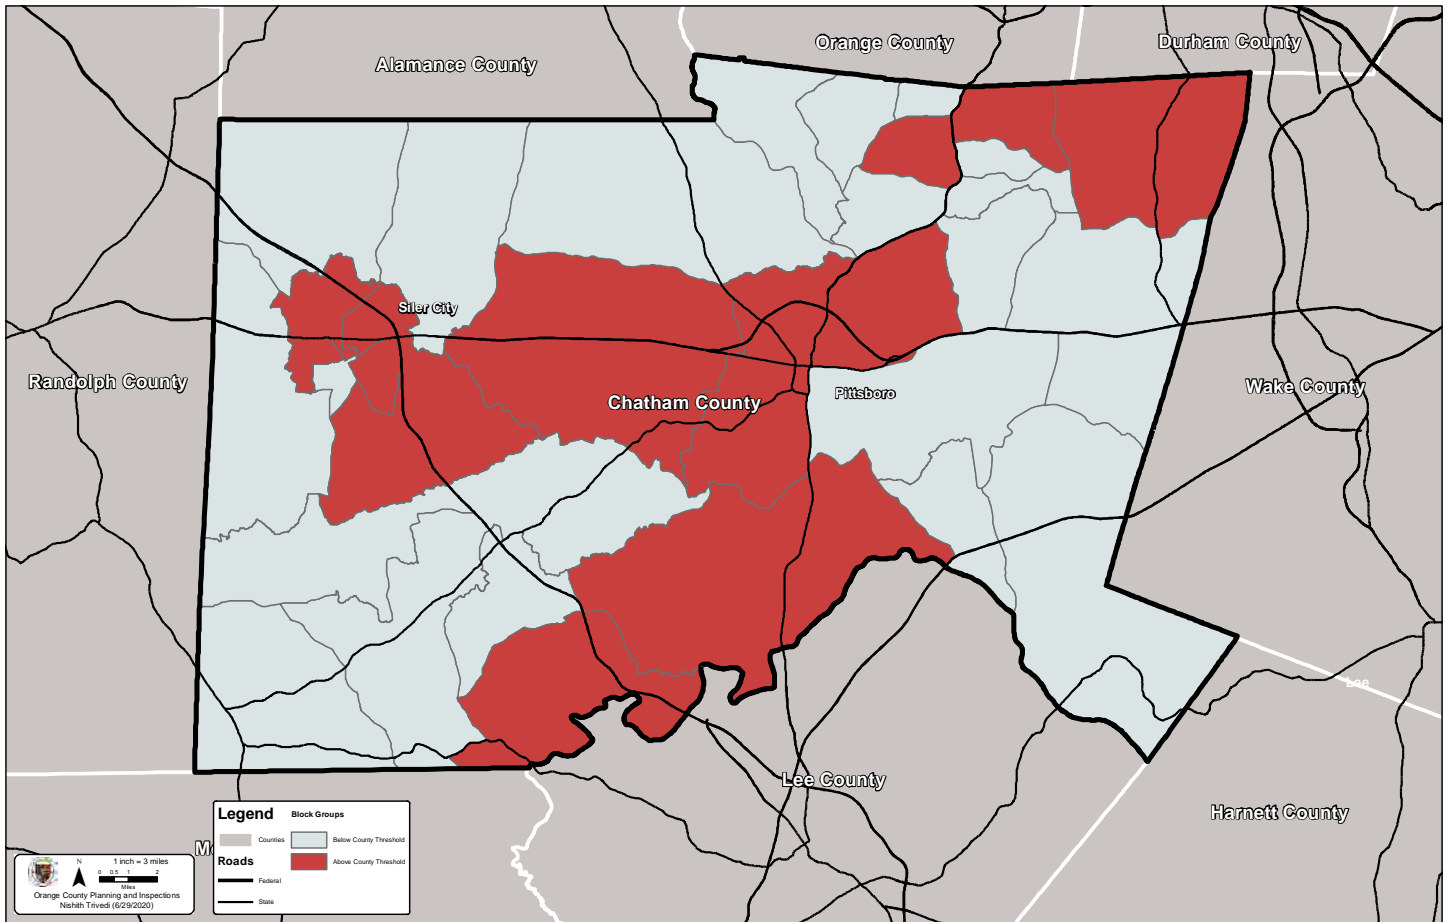 Orange County
Durham County
Alamance County
Siler City
Randolph County
Wake County
Pittsboro
Chatham County
Lee
Lee County
Harnett County
Legend
Block Groups
Counties
Below County Threshold
Roads
Above County Threshold
Federal
State
N
1 inch = 3 miles
0 0.5 1 2
Miles
Orange County Planning and Inspections
Nishith Trivedi (6/29/2020)